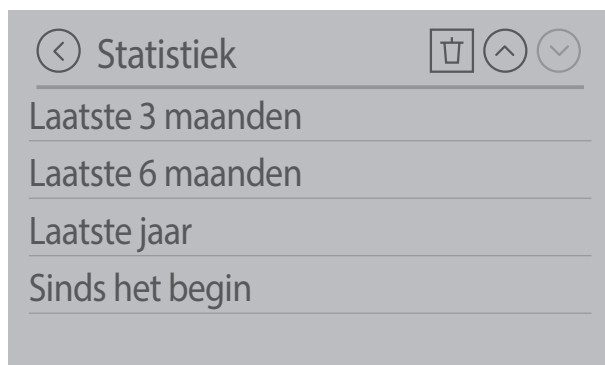 Statistiek
Laatste 3 maanden
Laatste 6 maanden
Laatste jaar
Sinds het begin